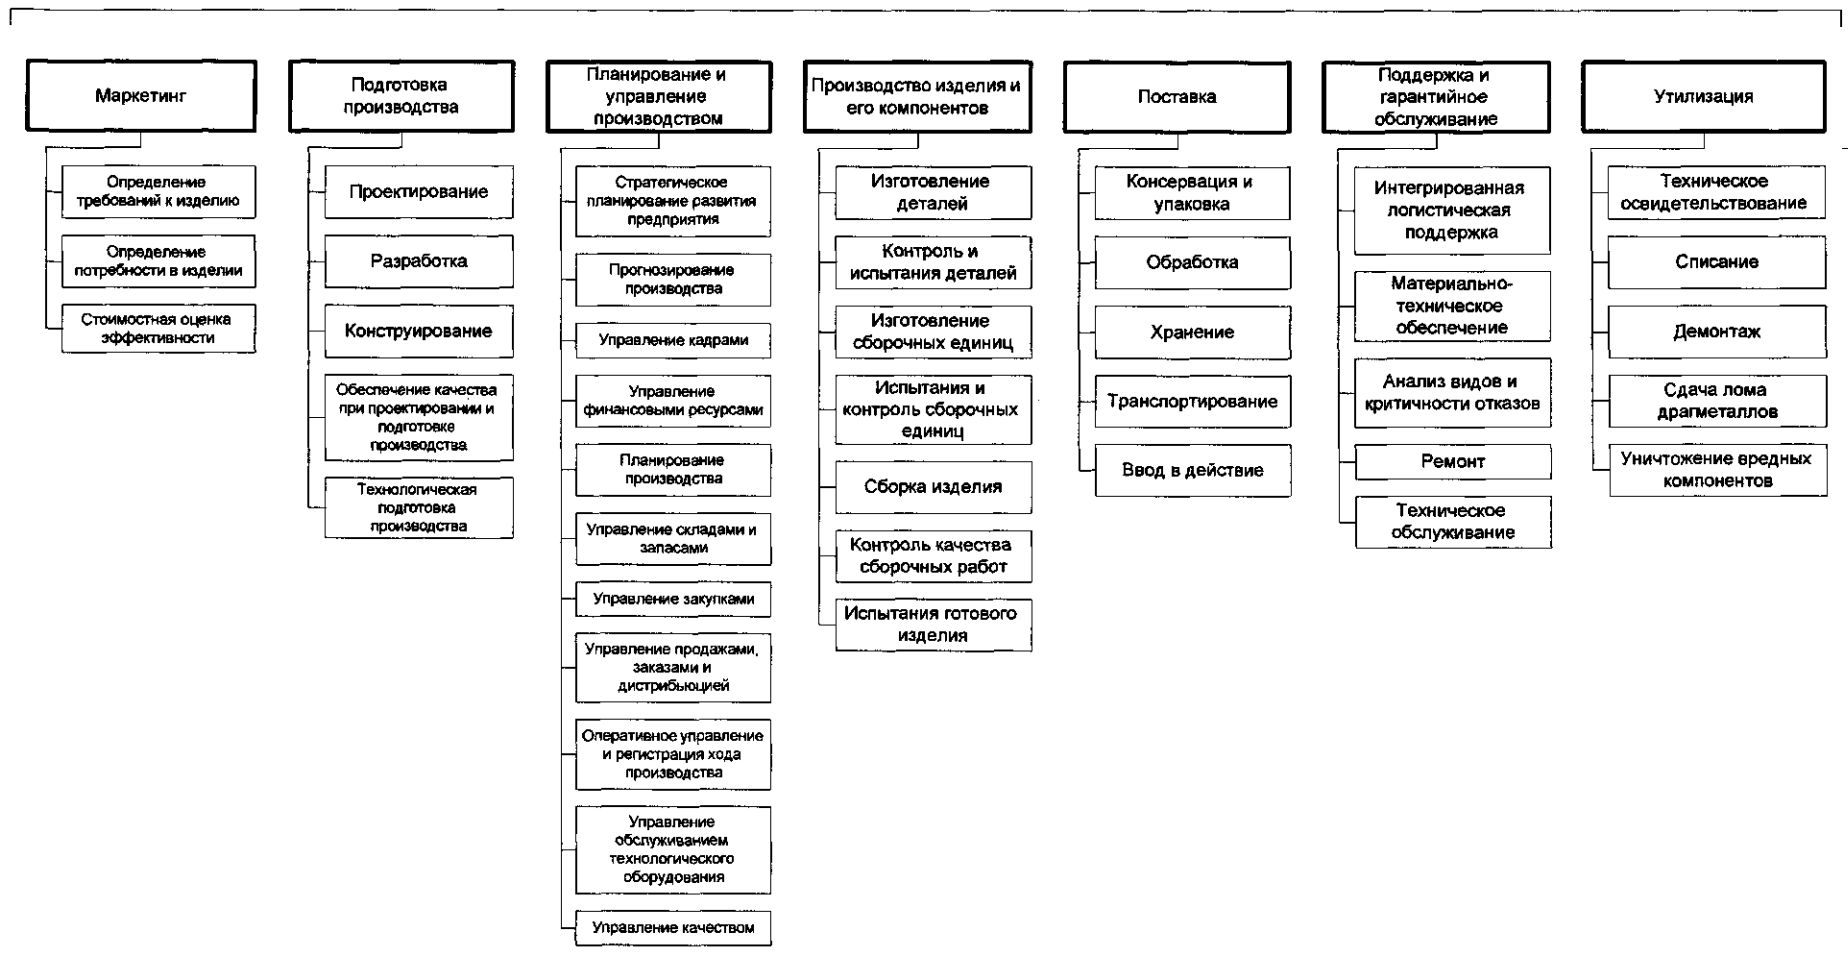 Маркетинг
Определение
требований к изделию
Определение
потребности в изделии
Стоимостная оценка
эффективности
Подготовка
производства
Проектирование
Разработка
Конструирование
Обеспечение качества
при проектировании и
подготовке
производства
Технологическая
подготовка
производства
Планирование и
управление
производством
Стратегическое
планирование развития
предприятия
Прогнозирование
производства
Управление кадрами
Управление
финансовыми ресурсами
Планирование
производства
Управление складами и
запасами
Управление закупками
Управление продажами,
заказами и
дистрибьюцией
Оперативное управление
и регистрация хода
производства
Управление
обслуживанием
технологического
оборудования
Управление качеством
Производство изделия и
его компонентов
Изготовление
деталей
Контроль и
испытания деталей
Изготовление
сборочных единиц
Испытания и
контроль сборочных
единиц
Сборка изделия
Контроль качества
сборочных работ
Испытания готового
изделия
Поставка
Консервация и
упаковка
Обработка
Хранение
Транспортирование
Ввод в действие
Поддержка и
гарантийное
обслуживание
Интегрированная
логистическая
поддержка
Материально-
техническое
обеспечение
Анализ видов и
критичности отказов
Ремонт
Техническое
обслуживание
Утилизация
Техническое
освидетельствование
Списание
Демонтаж
Сдача лома
драгметаллов
Уничтожение вредных
компонентов